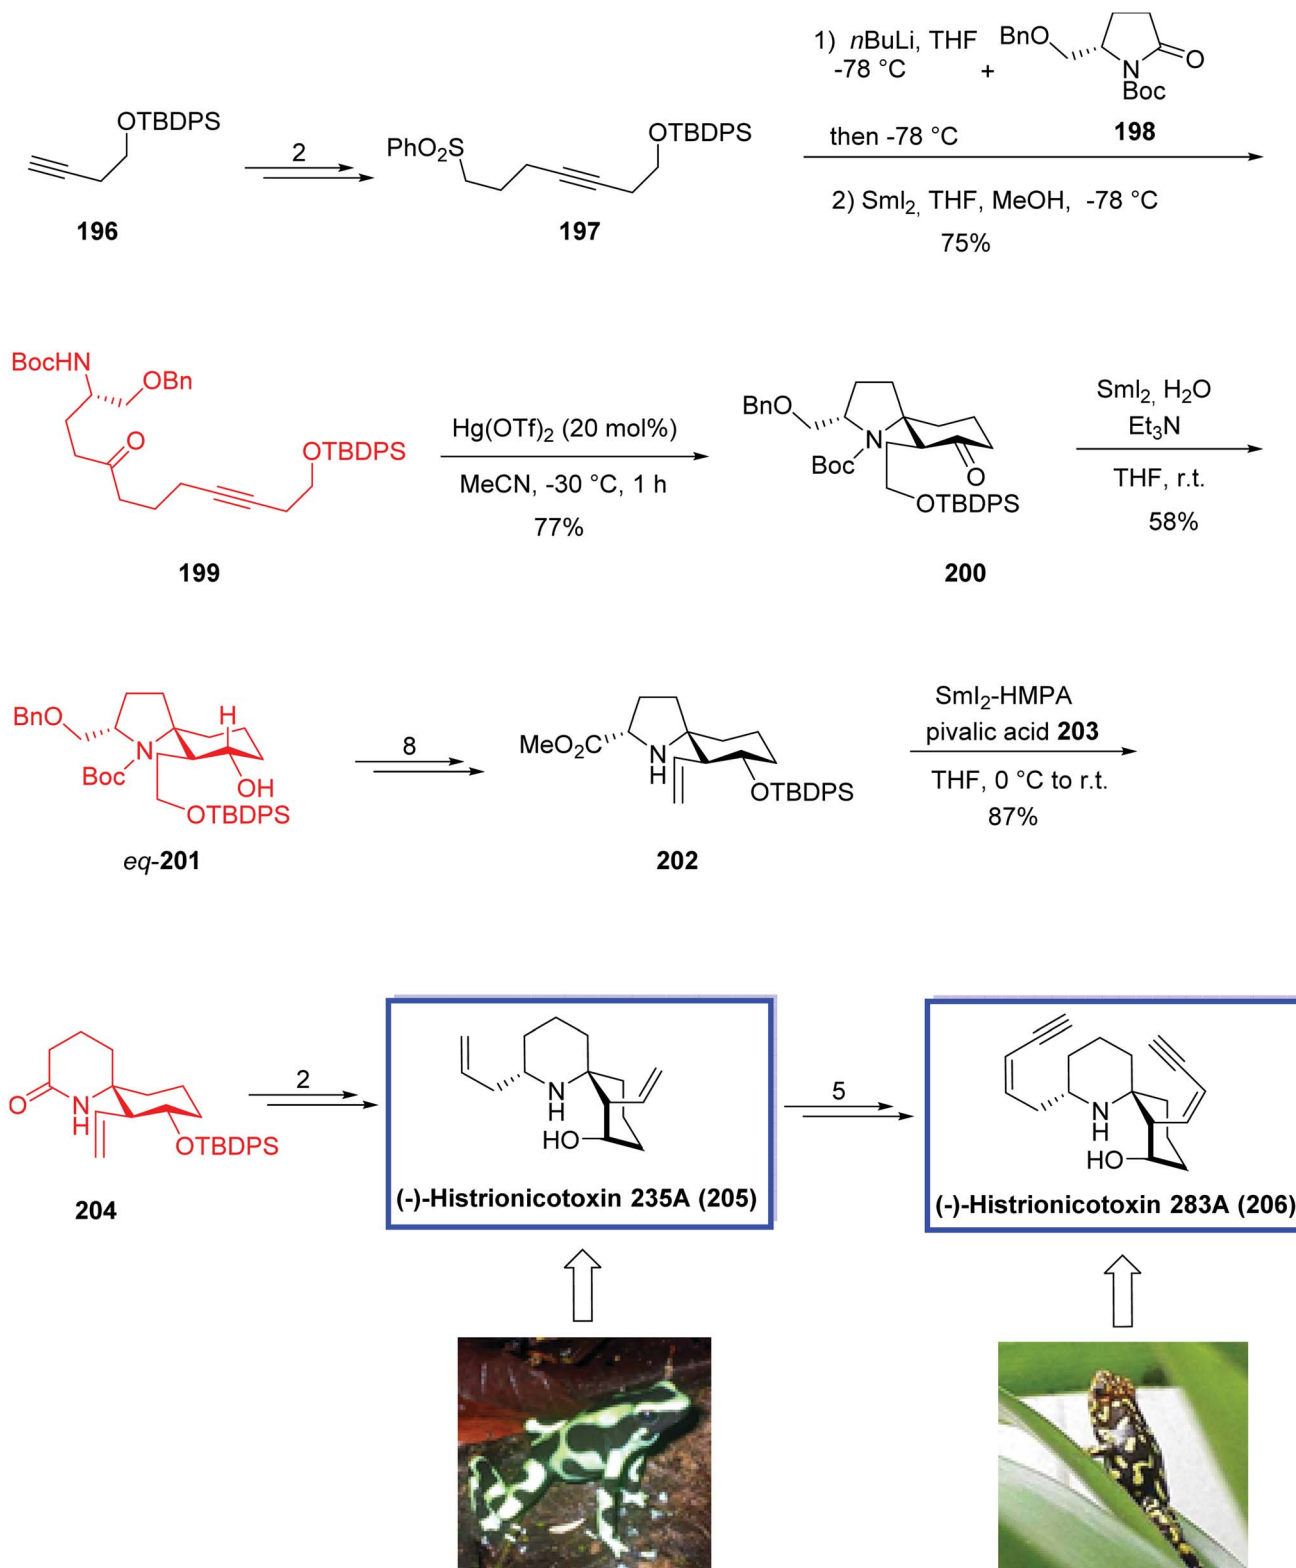 OTBDPS
196
2
PhO2S
OTBDPS
197
1) nBuLi, THF
-78 °C
+
BnO
N
Boc
O
198
then -78 °C
2) SmI2, THF, MeOH, -78 °C
75%
BocHN
OBn
O
OTBDPS
199
Hg(OTf)2 (20 mol%)
MeCN, -30 °C, 1 h
77%
BnO
N
Boc
O
OTBDPS
200
SmI2, H2O
Et3N
THF, r.t.
58%
BnO
H
N
Boc
OH
OTBDPS
eq-201
8
MeO2C
N
H
OTBDPS
202
SmI2-HMPA
pivalic acid 203
THF, 0 °C to r.t.
87%
O
N
H
OTBDPS
204
2
N
H
HO
(-)-Histrionicotoxin 235A (205)
5
N
H
HO
(-)-Histrionicotoxin 283A (206)